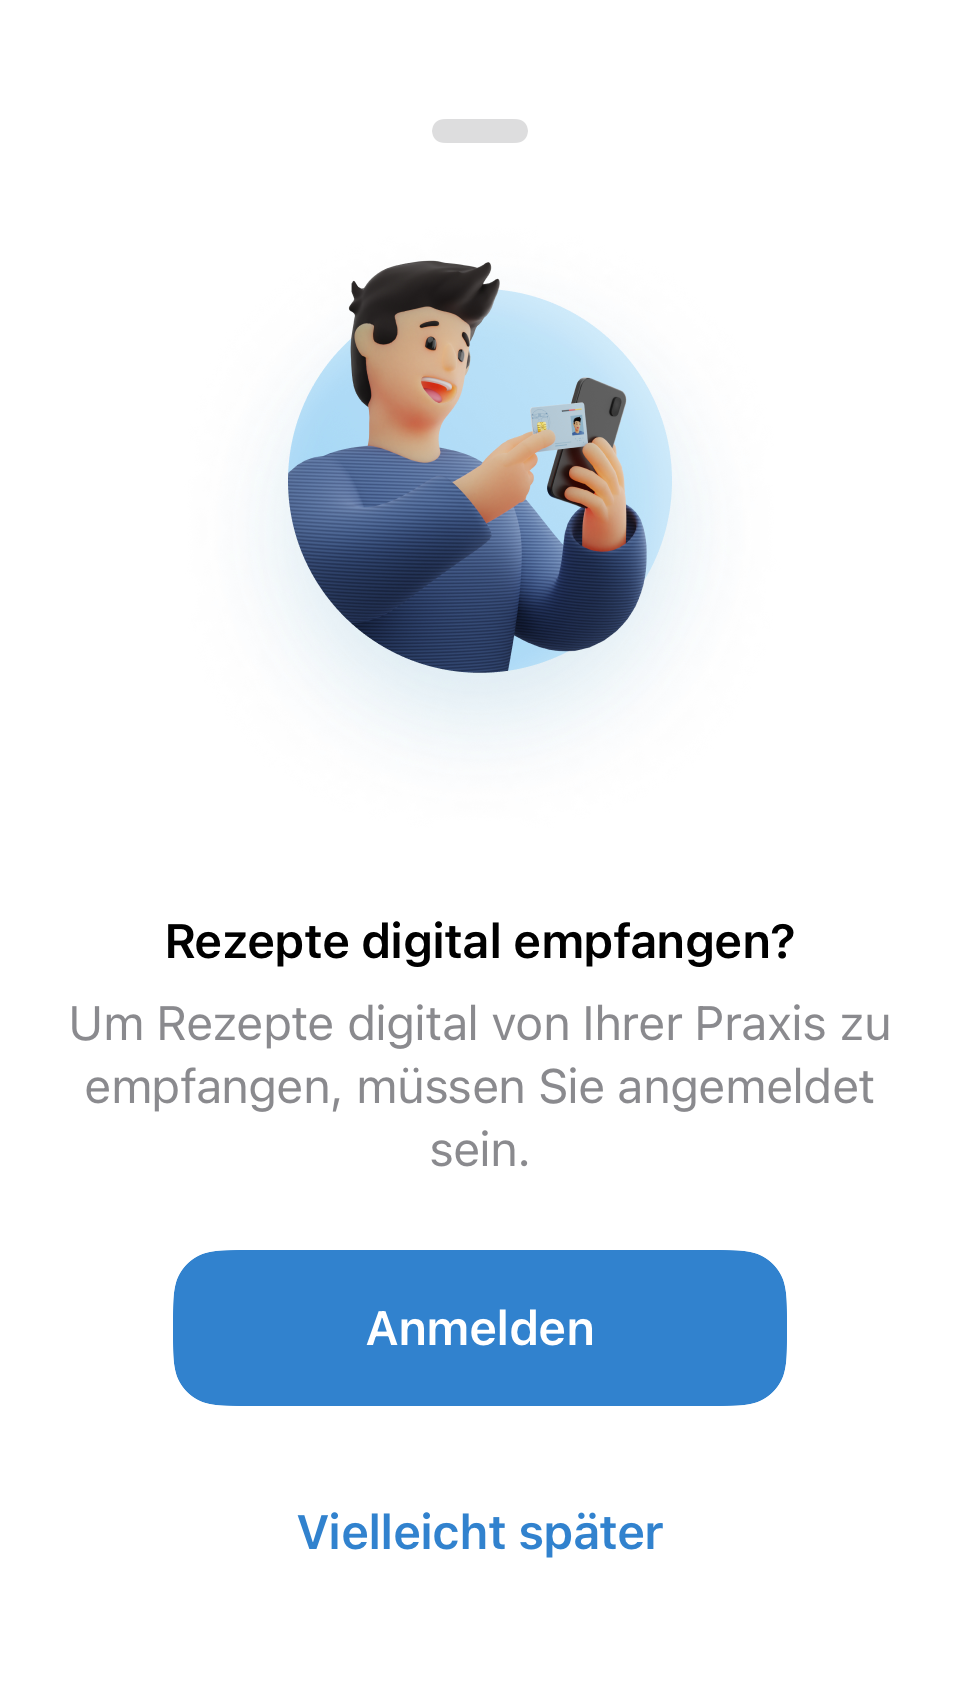 Rezepte digital empfangen?
Um Rezepte digital von Ihrer Praxis zu
empfangen, müssen Sie angemeldet
sein.
Anmelden
Vielleicht später